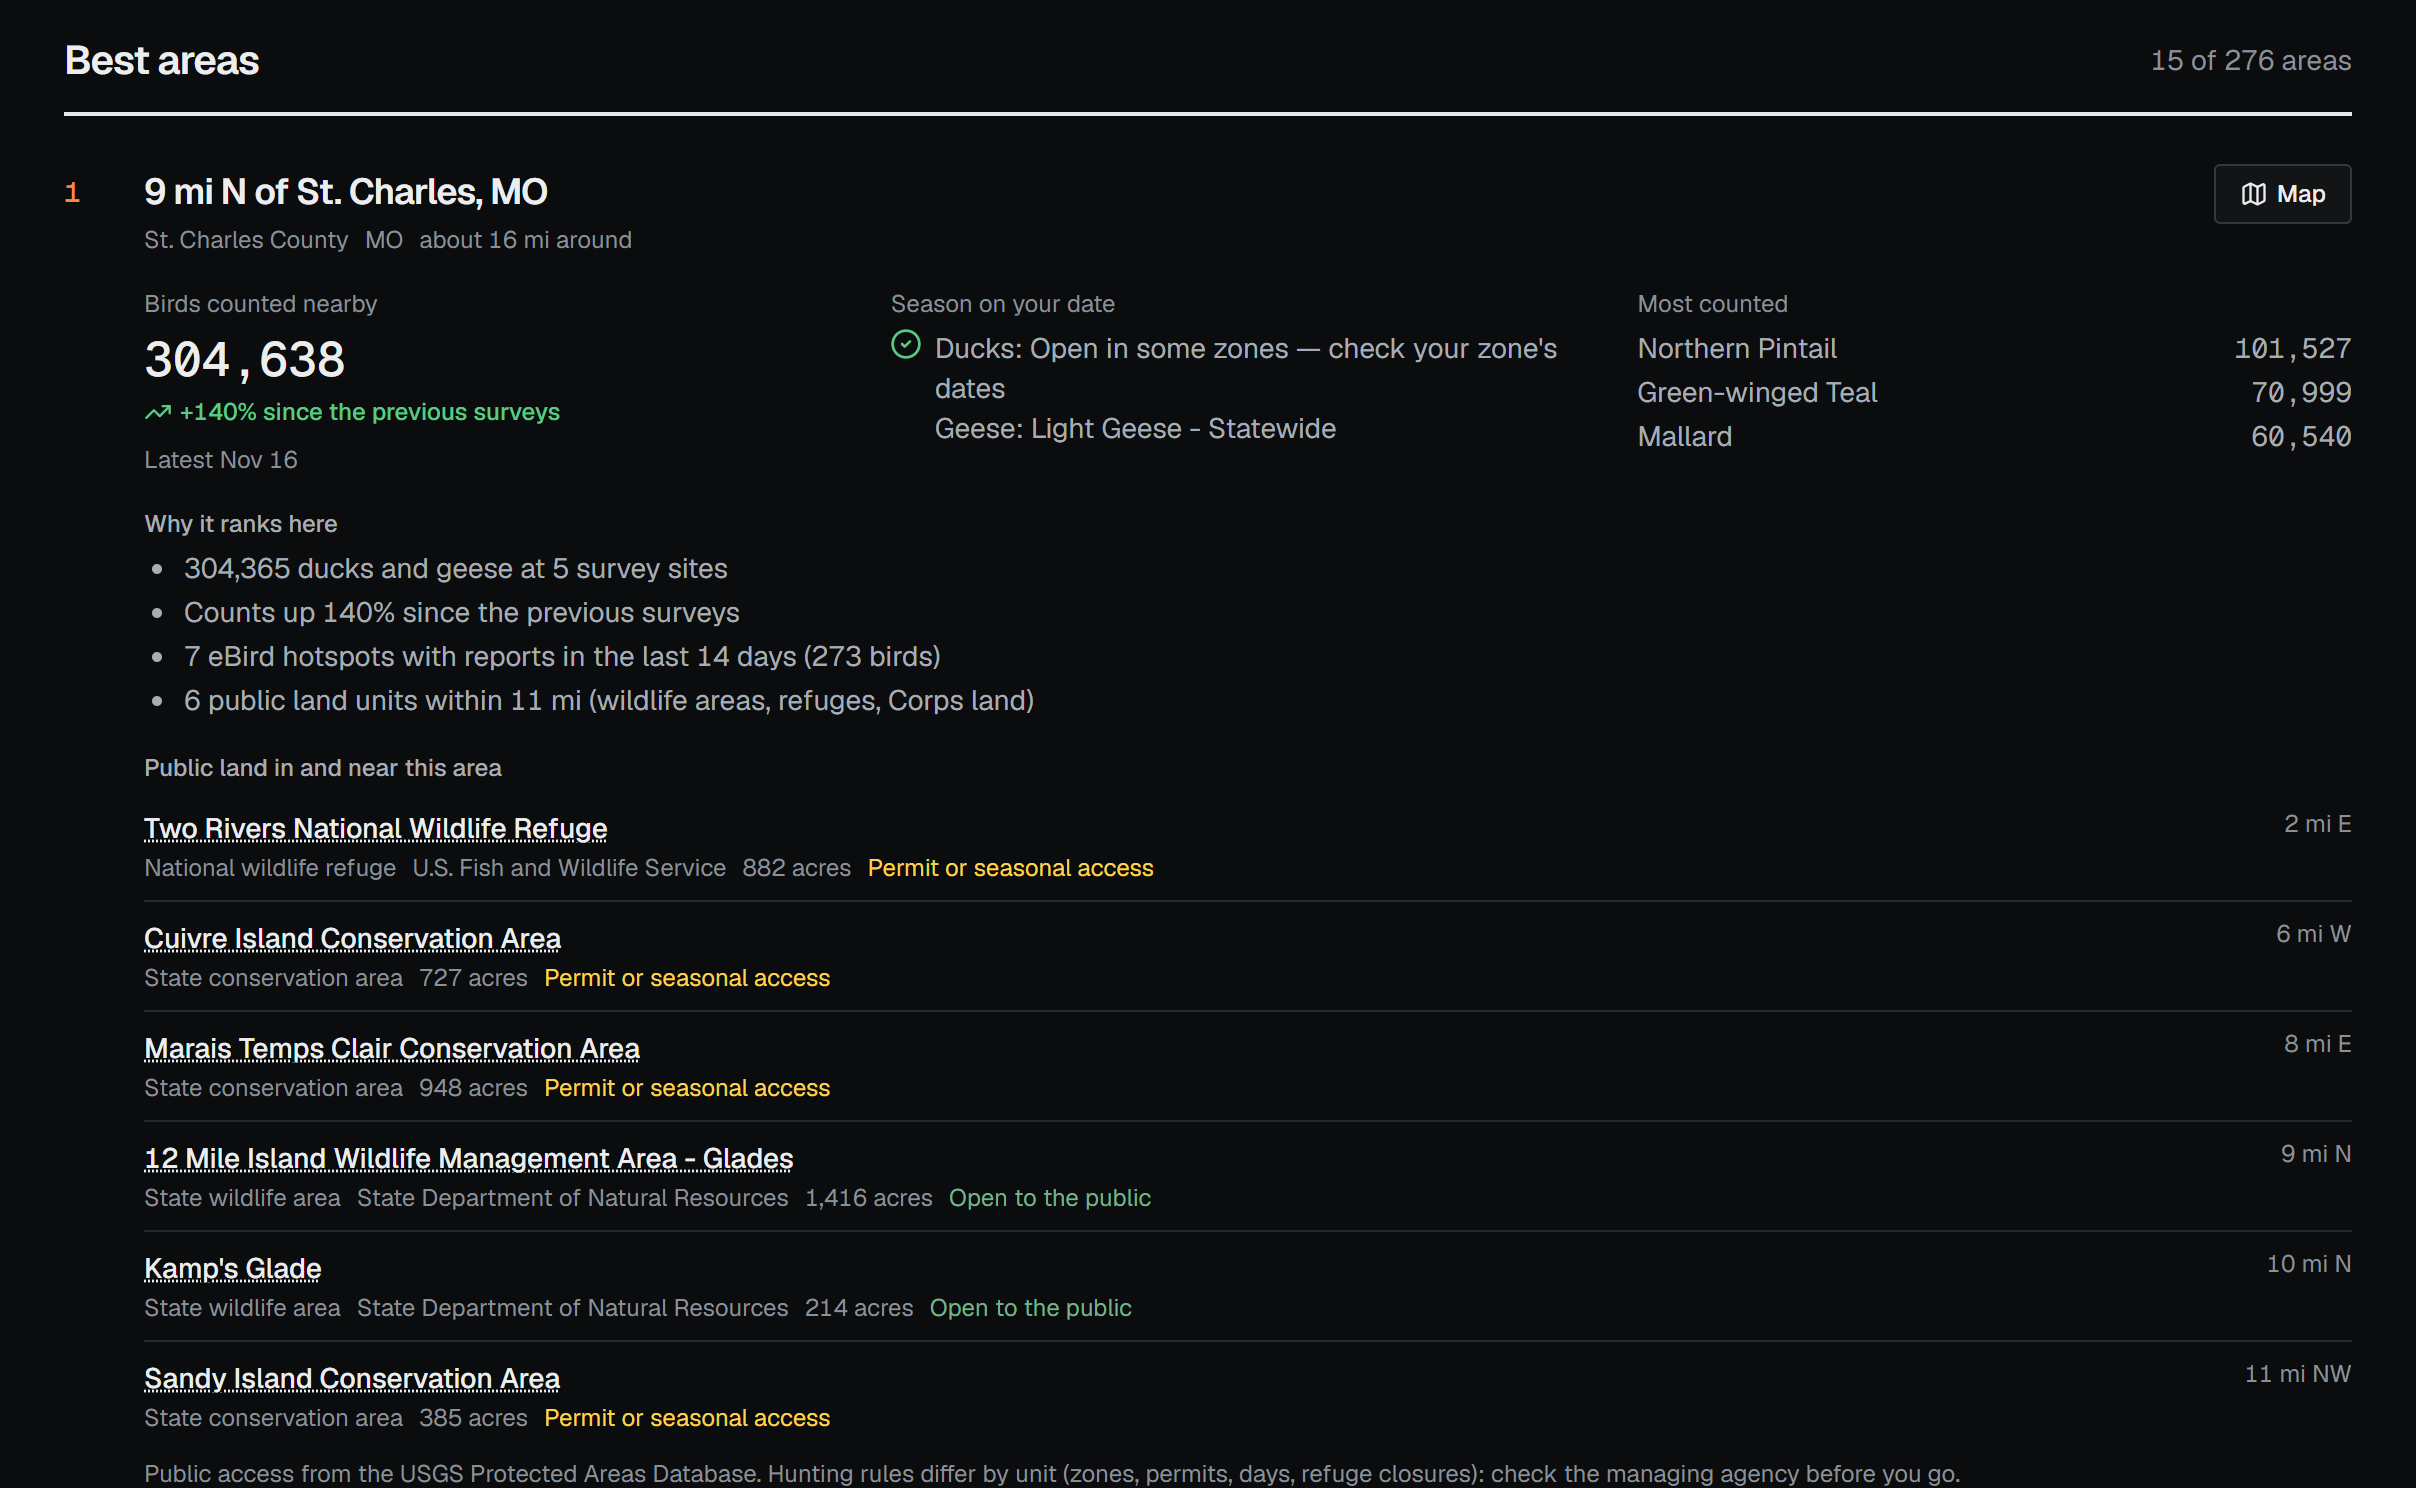 Best areas
15 of 276 areas
1
9 mi N of St. Charles, MO
Map
St. Charles County MO about 16 mi around
Birds counted nearby
304,638
+140% since the previous surveys
Latest Nov 16
Season on your date
Ducks: Open in some zones — check your zone's
dates
Geese: Light Geese - Statewide
Most counted
Northern Pintail 101,527
Green-winged Teal 70,999
Mallard 60,540
Why it ranks here
• 304,365 ducks and geese at 5 survey sites
• Counts up 140% since the previous surveys
• 7 eBird hotspots with reports in the last 14 days (273 birds)
• 6 public land units within 11 mi (wildlife areas, refuges, Corps land)
Public land in and near this area
Two Rivers National Wildlife Refuge 2 mi E
National wildlife refuge U.S. Fish and Wildlife Service 882 acres Permit or seasonal access
Cuivre Island Conservation Area 6 mi W
State conservation area 727 acres Permit or seasonal access
Marais Temps Clair Conservation Area 8 mi E
State conservation area 948 acres Permit or seasonal access
12 Mile Island Wildlife Management Area - Glades 9 mi N
State wildlife area State Department of Natural Resources 1,416 acres Open to the public
Kamp's Glade 10 mi N
State wildlife area State Department of Natural Resources 214 acres Open to the public
Sandy Island Conservation Area 11 mi NW
State conservation area 385 acres Permit or seasonal access
Public access from the USGS Protected Areas Database. Hunting rules differ by unit (zones, permits, days, refuge closures): check the managing agency before you go.